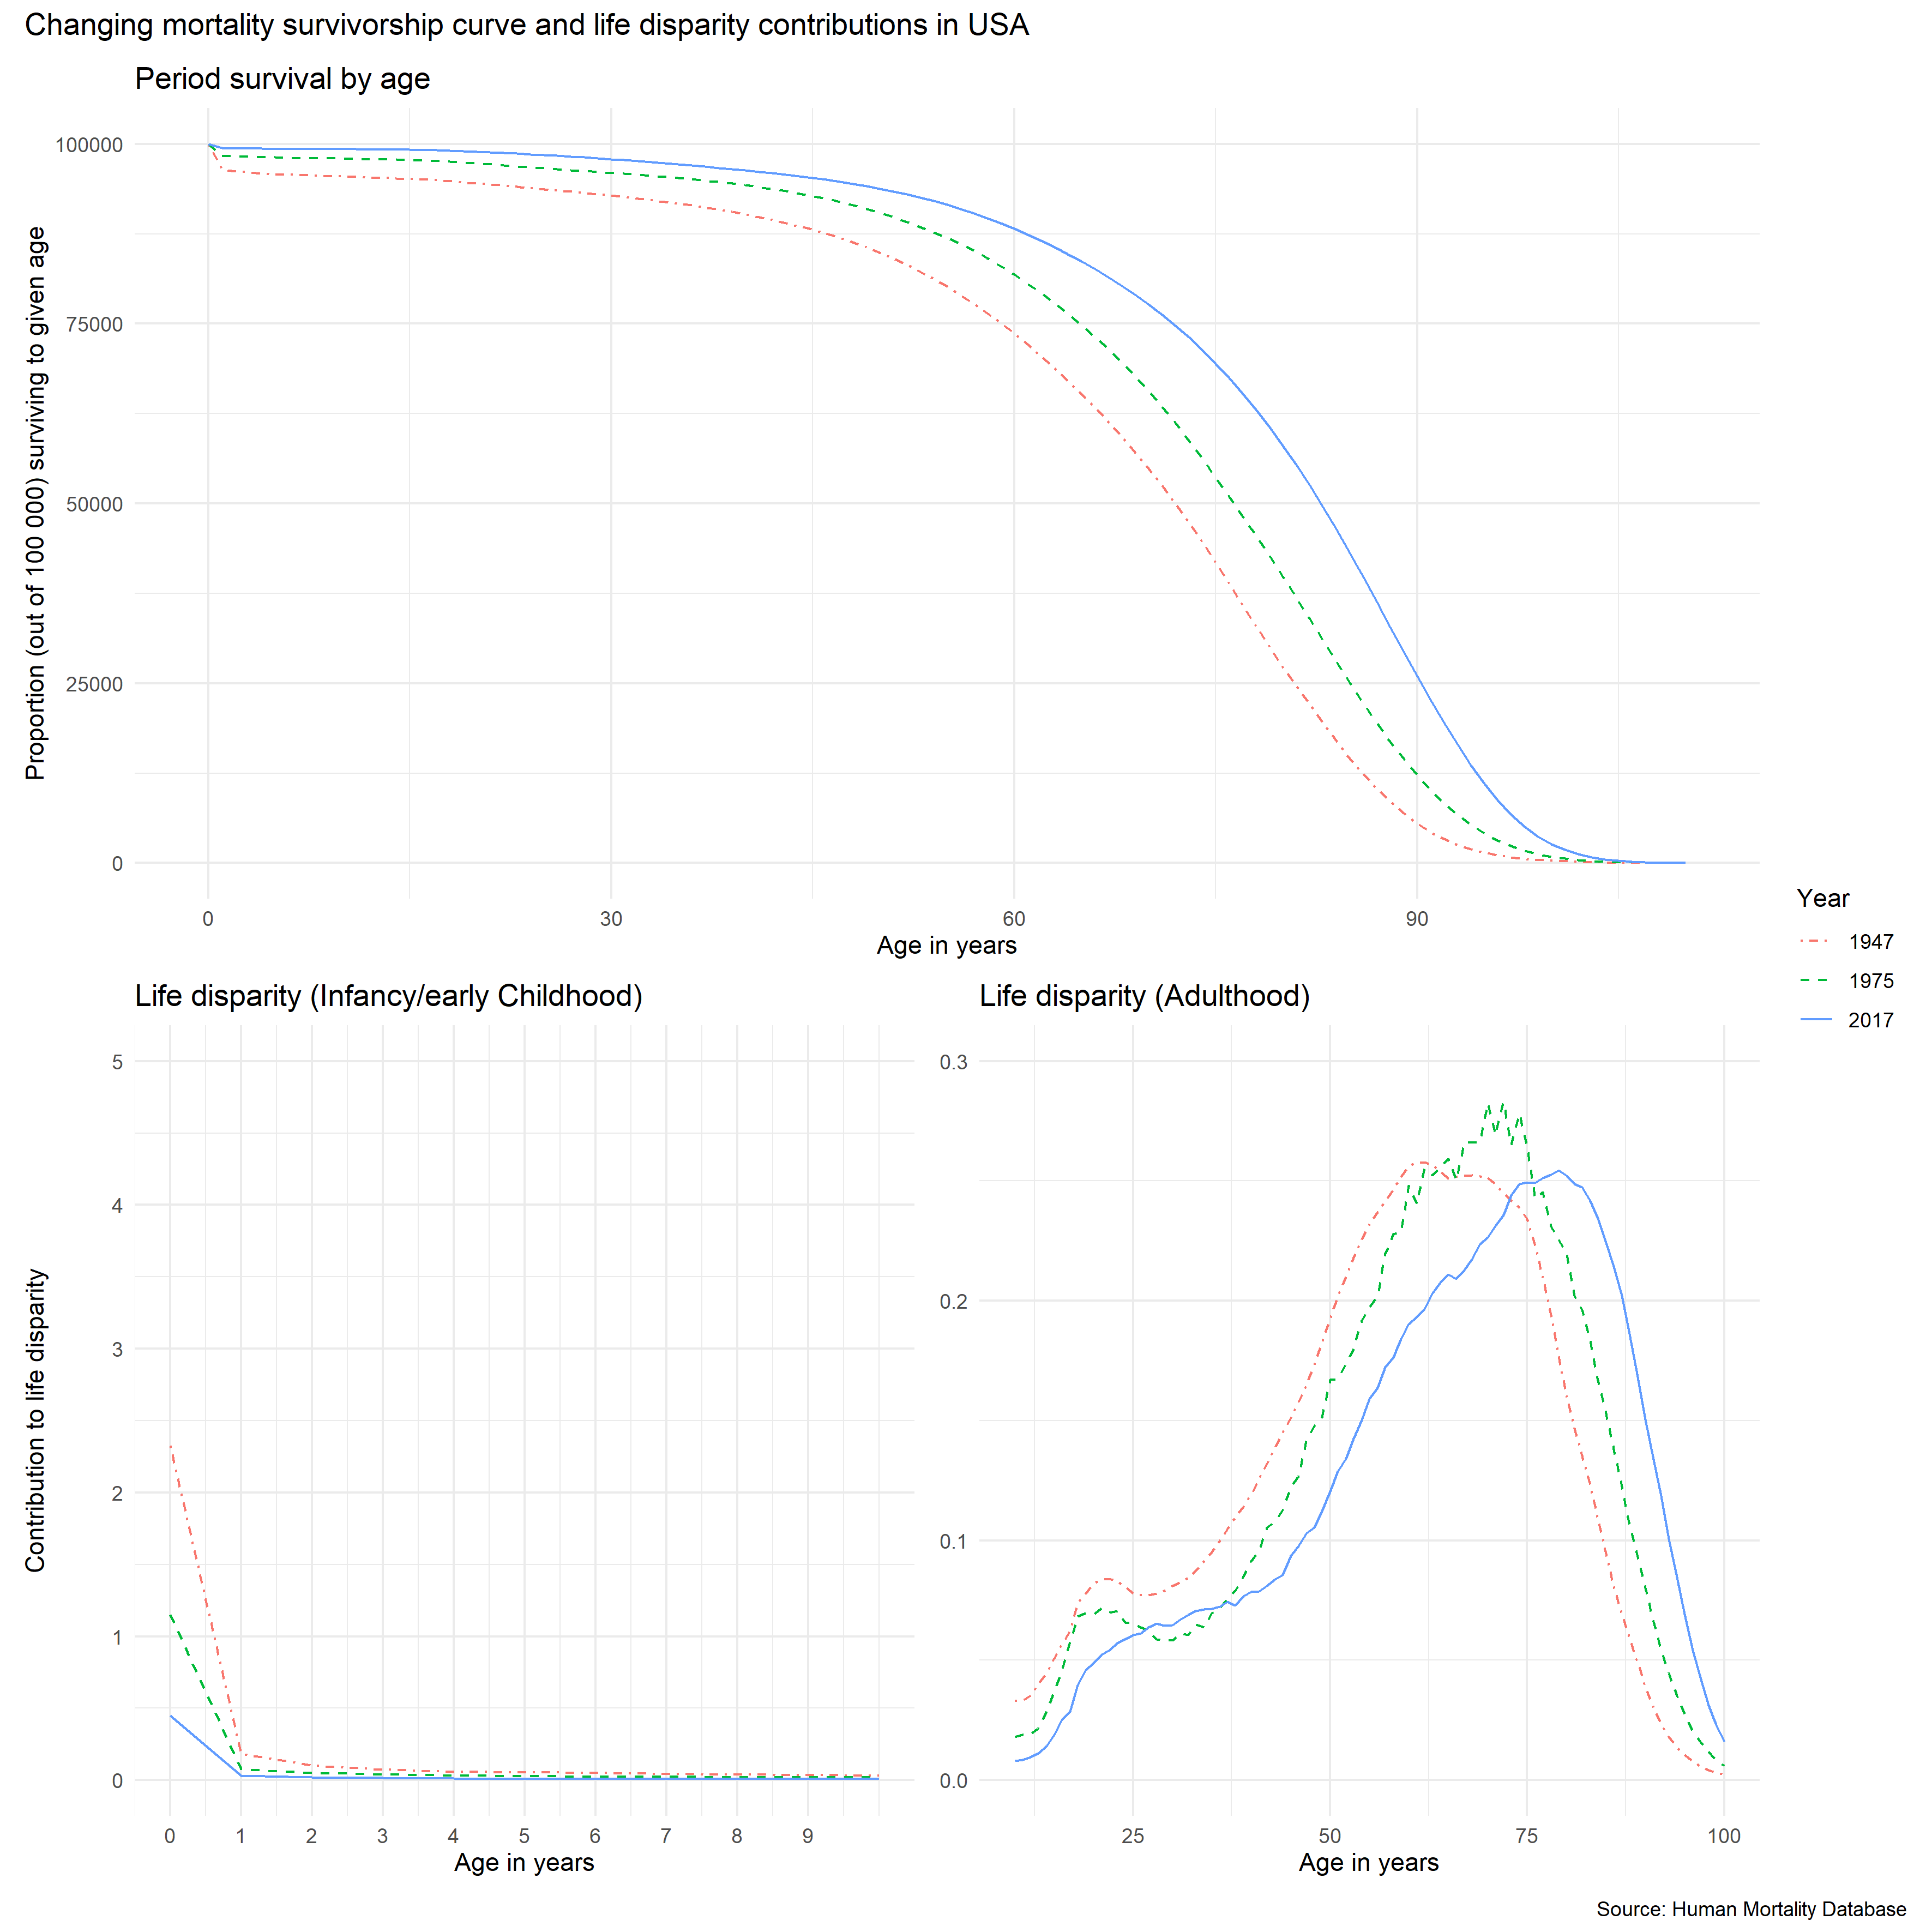 Changing mortality survivorship curve and life disparity contributions in USA
Period survival by age
Proportion (out of 100 000) surviving to given age
100000
75000
50000
25000
0
0 30 60 90
Age in years
Year
1947
1975
2017
Life disparity (Infancy/early Childhood)
Contribution to life disparity
5
4
3
2
1
0
0 1 2 3 4 5 6 7 8 9
Age in years
Life disparity (Adulthood)
0.3
0.2
0.1
0.0
25 50 75 100
Age in years
Source: Human Mortality Database